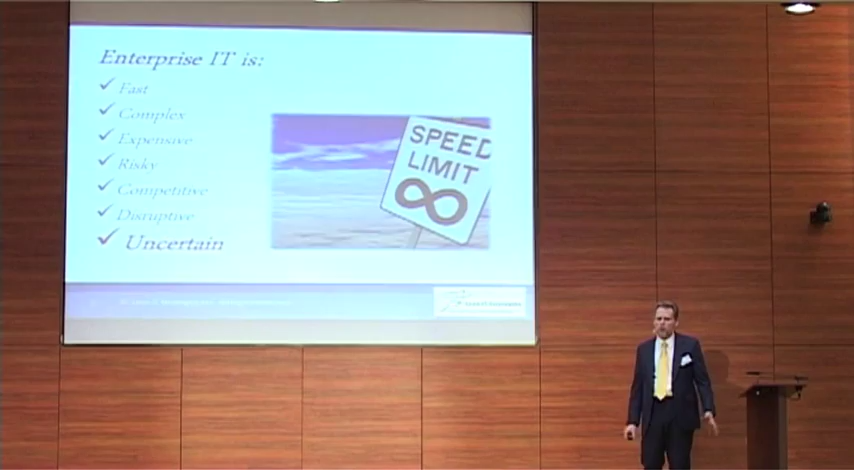 Enterprise IT is:
Fast
Complex
Expensive
Risky
Competitive
Disruptive
Uncertain
SPEED
LIMIT
∞